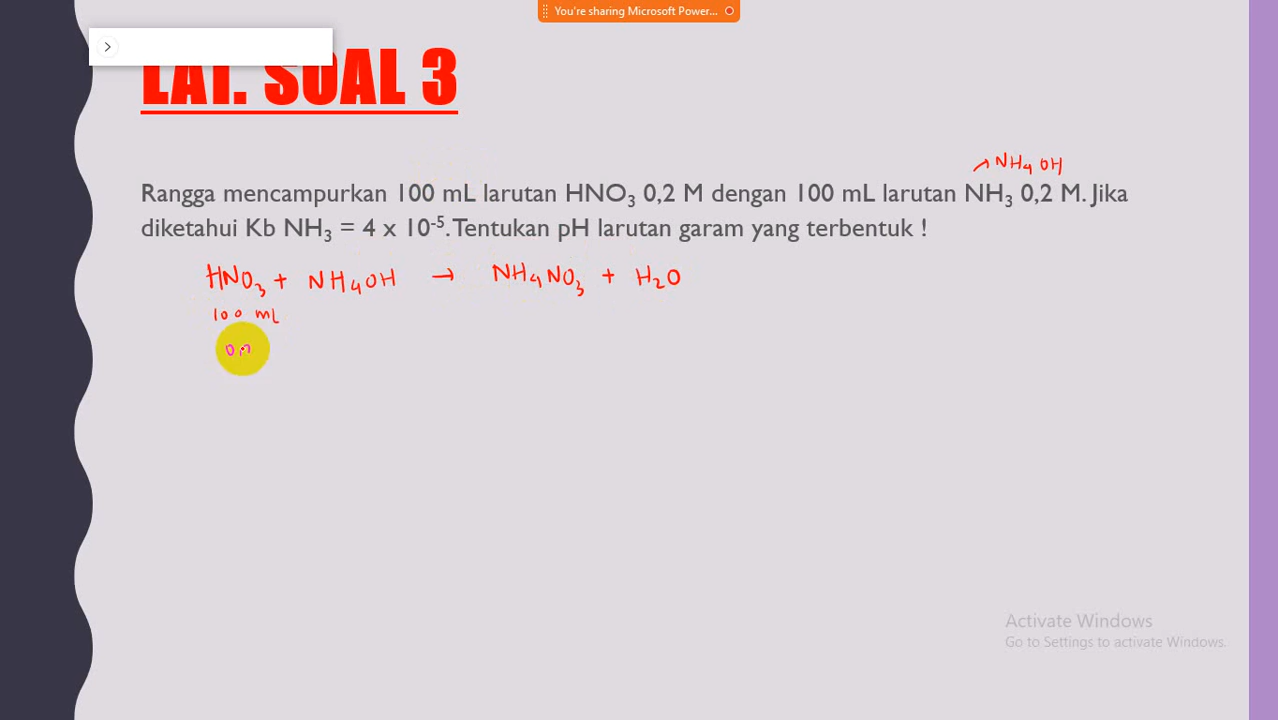 You're sharing Microsoft Power...
LAT. SOAL 3
NH₄OH
Rangga mencampurkan 100 mL larutan HNO₃ 0,2 M dengan 100 mL larutan NH₃ 0,2 M. Jika
diketahui Kb NH₃ = 4 x 10⁻⁵. Tentukan pH larutan garam yang terbentuk !
HNO₃ + NH₄OH → NH₄NO₃ + H₂O
100 mL
Activate Windows
Go to Settings to activate Windows.